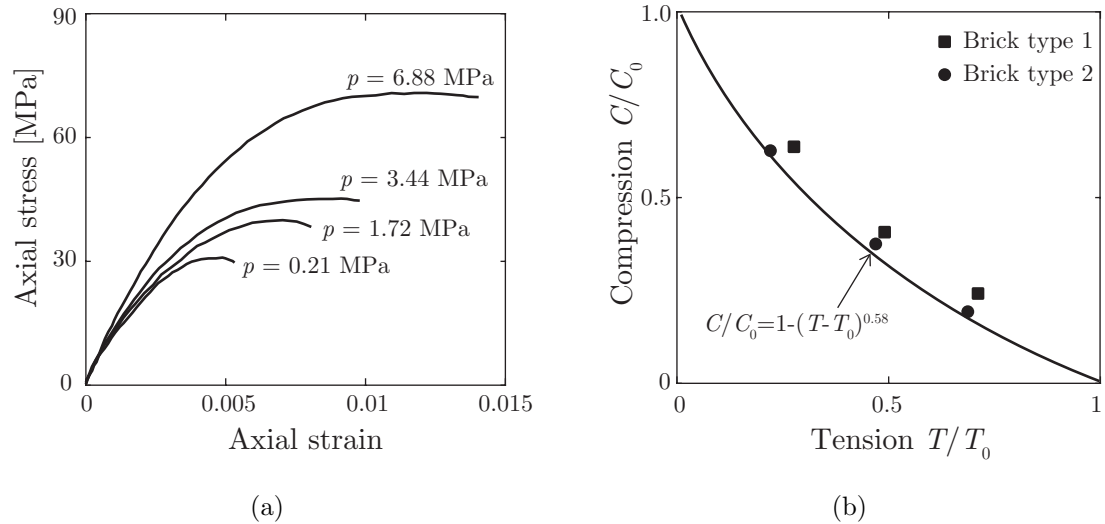 90
60
30
0
0
0.005
0.01
0.015
Axial stress [MPa]
Axial strain
p = 6.88 MPa
p = 3.44 MPa
p = 1.72 MPa
p = 0.21 MPa
(a)
1.0
0.5
0
0
0.5
1
Compression C/C₀
Tension T/T₀
Brick type 1
Brick type 2
C/C₀=1-(T-T₀)⁰·⁵⁸
(b)